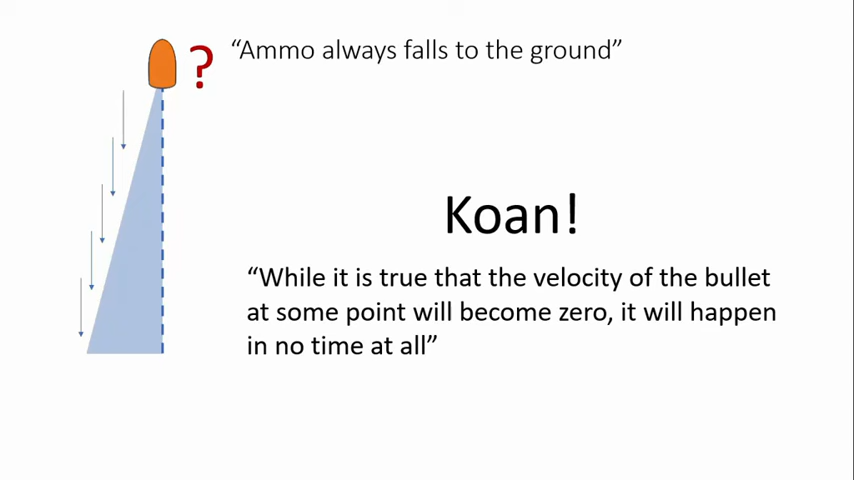 ?
“Ammo always falls to the ground”
Koan!
“While it is true that the velocity of the bullet
at some point will become zero, it will happen
in no time at all”